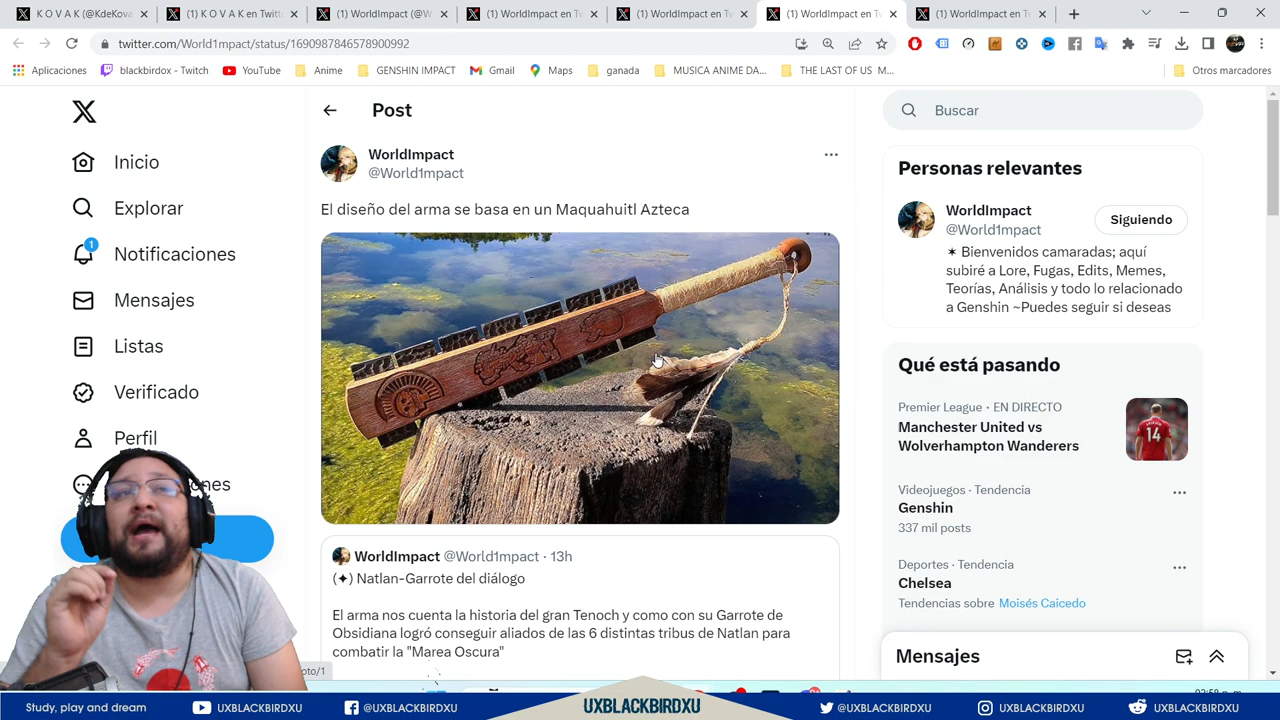 (1) K O V A K (@KdeKova
(1) K O V A K en Twitt
(1) WorldImpact (@W
(1) WorldImpact en Tw
(1) WorldImpact en Tw
(1) WorldImpact en Tw
(1) WorldImpact en Tw
twitter.com/World1mpact/status/1690987846578900992
Aplicaciones
blackbirdox - Twitch
YouTube
Anime
GENSHIN IMPACT
Gmail
Maps
ganada
MUSICA ANIME DA...
THE LAST OF US M...
Otros marcadores
Inicio
Explorar
1
Notificaciones
Mensajes
Listas
Verificado
Perfil
ones
Post
WorldImpact
@World1mpact
El diseño del arma se basa en un Maquahuitl Azteca
WorldImpact @World1mpact · 13h
(✦) Natlan-Garrote del diálogo
El arma nos cuenta la historia del gran Tenoch y como con su Garrote de
Obsidiana logró conseguir aliados de las 6 distintas tribus de Natlan para
combatir la "Marea Oscura"
oto/1
Buscar
Personas relevantes
WorldImpact
@World1mpact
Siguiendo
✶ Bienvenidos camaradas; aquí
subiré a Lore, Fugas, Edits, Memes,
Teorías, Análisis y todo lo relacionado
a Genshin ~Puedes seguir si deseas
Qué está pasando
Premier League · EN DIRECTO
Manchester United vs
Wolverhampton Wanderers
14
Videojuegos · Tendencia
Genshin
337 mil posts
Deportes · Tendencia
Chelsea
Tendencias sobre Moisés Caicedo
Mensajes
Study, play and dream
UXBLACKBIRDXU
@UXBLACKBIRDXU
UXBLACKBIRDXU
@UXBLACKBIRDXU
UXBLACKBIRDXU
UXBLACKBIRDXU